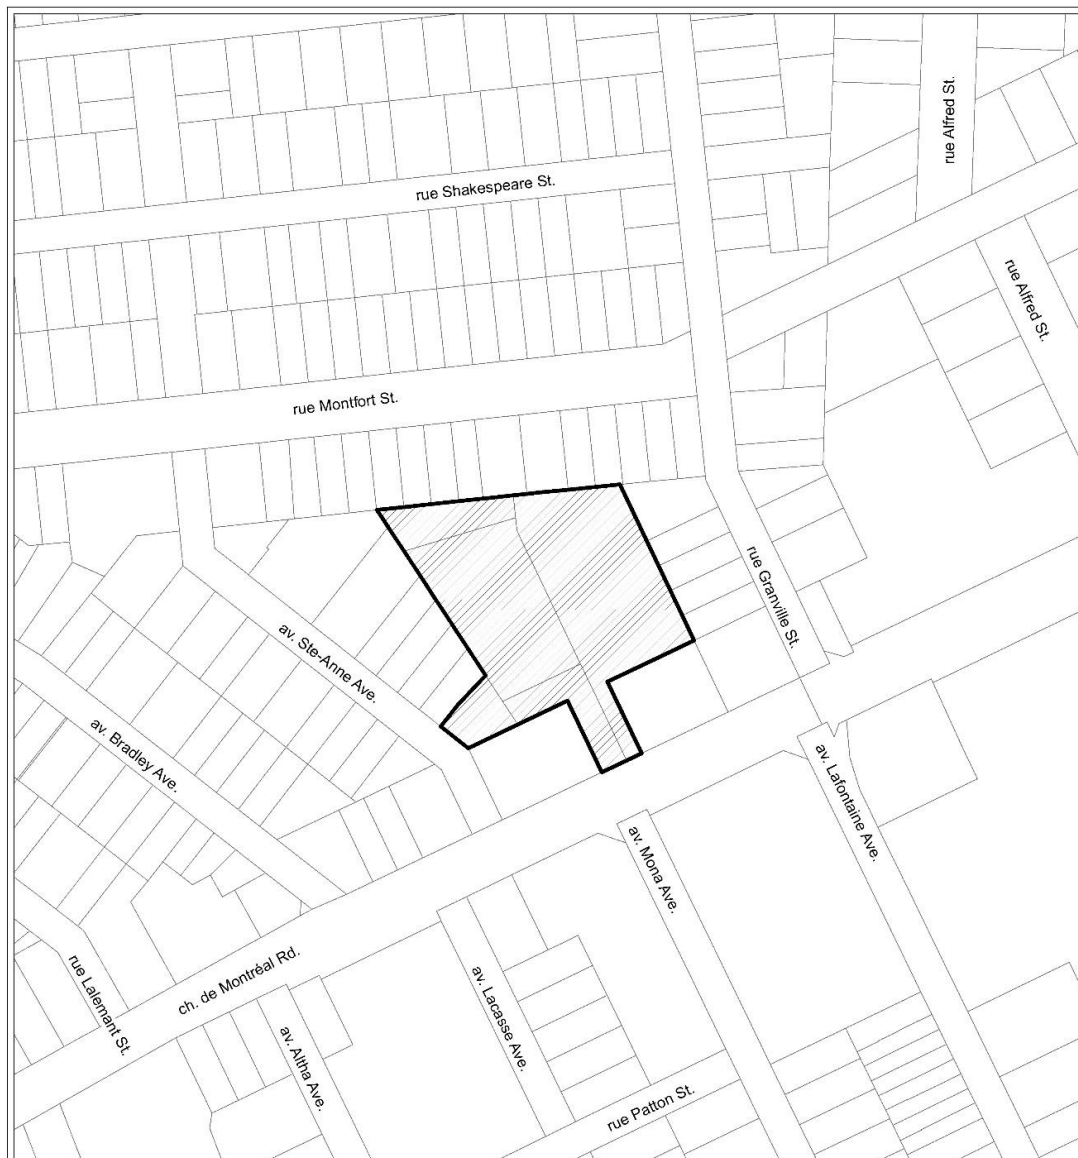 rue Alfred St.
rue Shakespeare St.
rue Alfred St.
rue Montfort St.
rue Granville St.
av. Ste-Anne Ave.
av. Bradley Ave.
av. Lafontaine Ave.
av. Mona Ave.
ch. de Montréal Rd.
rue Lalemant St.
av. Lacasse Ave.
av. Altha Ave.
rue Patton St.